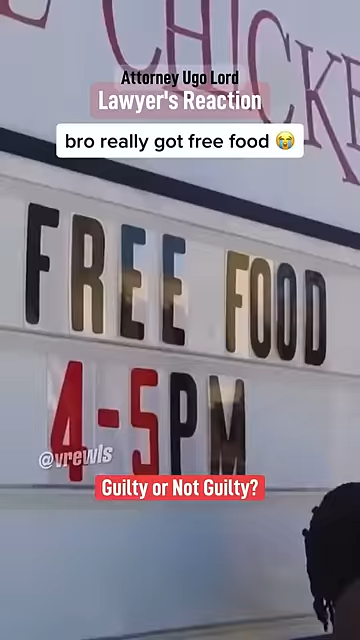 E CHICKE
Attorney Ugo Lord
Lawyer's Reaction
bro really got free food 😭
FREE FOOD
4-5PM
@vrewls
Guilty or Not Guilty?